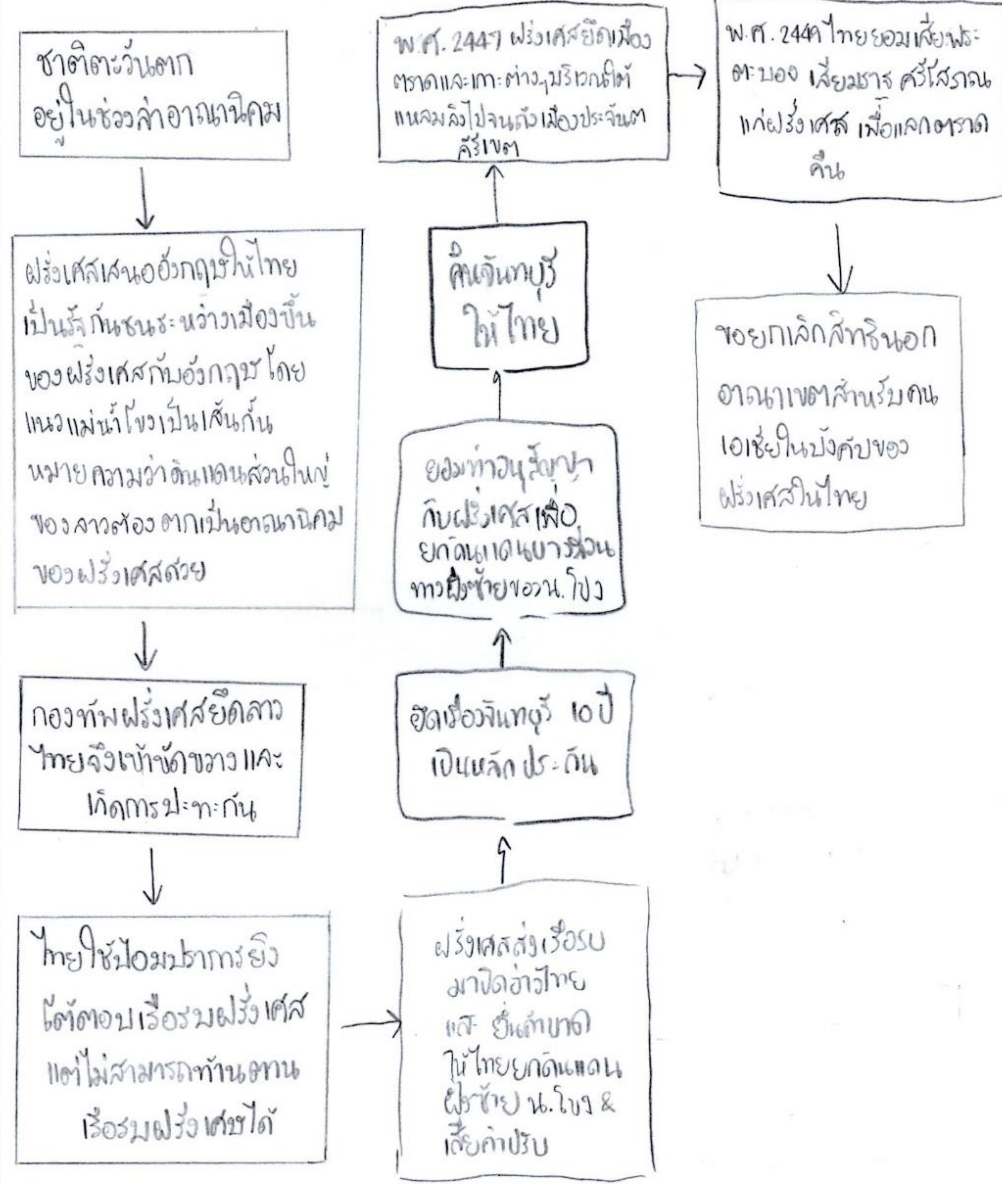 ชาติตะวันตก
อยู่ในช่วงล่าอาณานิคม
ฝรั่งเศสเสนออังกฤษให้ไทย
เป็นรัฐกันชนระหว่างเมืองขึ้น
ของฝรั่งเศสกับอังกฤษ โดย
แนวแม่น้ำโขงเป็นเส้นกั้น
หมายความว่าดินแดนส่วนใหญ่
ของลาวต้องตกเป็นอาณานิคม
ของฝรั่งเศสด้วย
กองทัพฝรั่งเศสยึดลาว
ไทยจึงเข้าขัดขวางและ
เกิดการปะทะกัน
ไทยใช้ป้อมปราการยิง
โต้ตอบเรือรบฝรั่งเศส
แต่ไม่สามารถต้านทาน
เรือรบฝรั่งเศษได้
ฝรั่งเศสส่งเรือรบ
มาปิดอ่าวไทย
และ ยื่นคำขาด
ให้ไทยยกดินแดน
ฝั่งซ้าย น.โขง &
เสียค่าปรับ
ยึดเมืองจันทบุรี 10 ปี
เป็นหลักประกัน
ยอมทำอนุสัญญา
กับฝรั่งเศสเพื่อ
ยกดินแดนบางส่วน
ทางฝั่งซ้ายของน.โขง
คืนจันทบุรี
ให้ไทย
พ.ศ. 2447 ฝรั่งเศสยึดเมือง
ตราดและเกาะต่างๆบริเวณใต้
แหลมลิงไปจนถึงเมืองประจันต
คีรีเขต
พ.ศ. 2449 ไทยยอมเสียพระ
ตะบอง เสียมราฐ ศรีโสภณ
แก่ฝรั่งเศส เพื่อแลกตราด
คืน
ขอยกเลิกสิทธินอก
อาณาเขตสำหรับคน
เอเชียในบังคับของ
ฝรั่งเศสในไทย